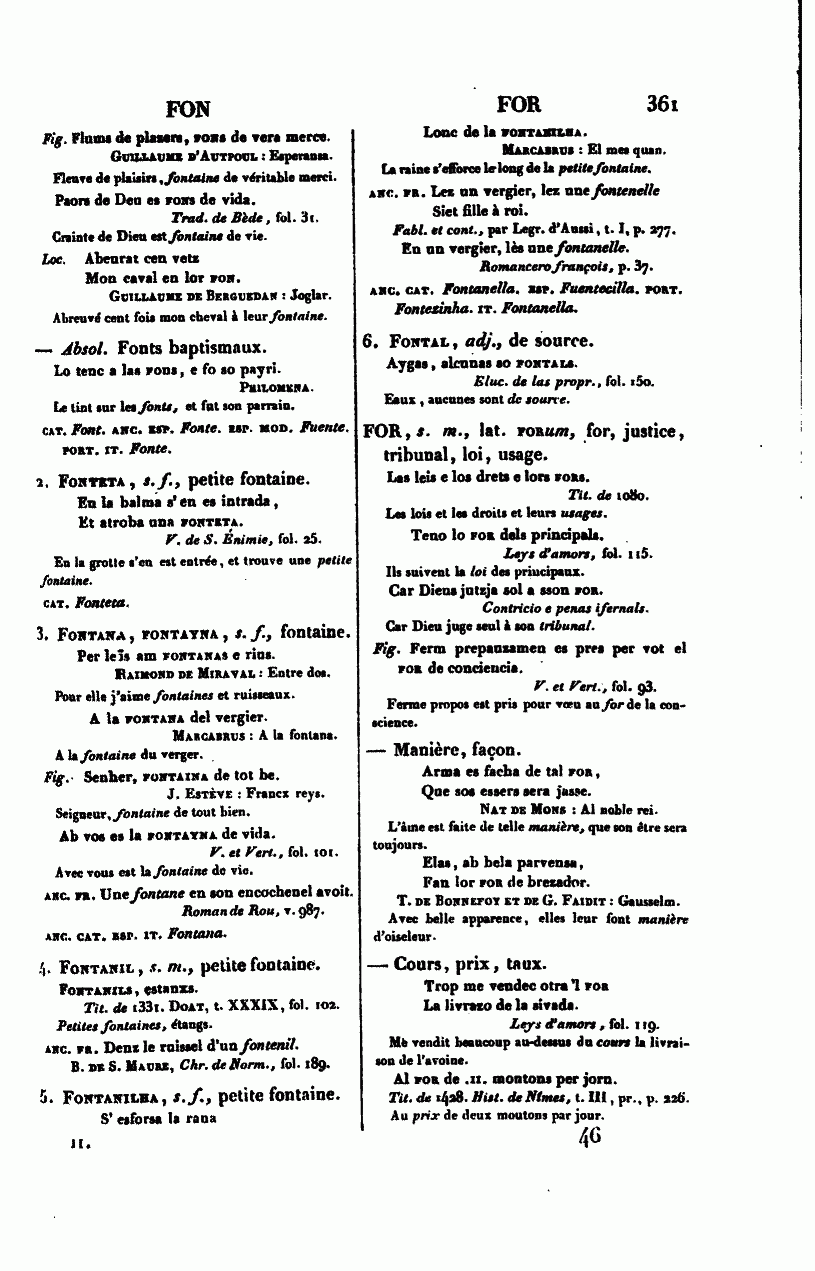 FON
Fig. Flums de plazers, FONS de vera merce.
GUILLAUME D'AUTPOUL : Esperansa.
Fleuve de plaisirs, fontaine de véritable merci.
Paors de Deu es FONS de vida.
Trad. de Bède, fol. 31.
Crainte de Dieu est fontaine de vie.
Loc. Abeurat cen vetz
Mon caval en lor FON.
GUILLAUME DE BERGUEDAN : Joglar.
Abreuvé cent fois mon cheval à leur fontaine.
— Absol. Fonts baptismaux.
Lo tenc a las FONS, e fo so payri.
PHILOMENA.
Le tint sur les fonts, et fut son parrain.
CAT. Font. ANC. ESP. Fonte. ESP. MOD. Fuente.
PORT. IT. Fonte.
2. FONTETA, s. f., petite fontaine.
En la balma s'en es intrada,
Et atroba una FONTETA.
V. de S. Énimie, fol. 25.
En la grotte s'en est entrée, et trouve une petite
fontaine.
CAT. Fonteta.
3. FONTANA, FONTAYNA, s. f., fontaine.
Per leis am FONTANAS e rius.
RAIMOND DE MIRAVAL : Entre dos.
Pour elle j'aime fontaines et ruisseaux.
A la FONTANA del vergier.
MARCABRUS : A la fontana.
A la fontaine du verger.
Fig. Senher, FONTAINA de tot be.
J. ESTÈVE : Francx reys.
Seigneur, fontaine de tout bien.
Ab vos es la FONTAYNA de vida.
V. et Vert., fol. 101.
Avec vous est la fontaine de vie.
ANC. FR. Une fontane en son encochenel avoit.
Roman de Rou, v. 987.
ANC. CAT. ESP. IT. Fontana.
4. FONTANIL, s. m., petite fontaine.
FONTANILS, estanxs.
Tit. de 1331. DOAT, t. XXXIX, fol. 102.
Petites fontaines, étangs.
ANC. FR. Denz le ruissel d'un fontenil.
B. DE S. MAURE, Chr. de Norm., fol. 189.
5. FONTANILHA, s. f., petite fontaine.
S'esforsa la rana
II.
FOR 361
Lonc de la FONTANILHA.
MARCABRUS : El mes quan.
La raine s'efforce le long de la petite fontaine.
ANC. FR. Lez un vergier, lez une fontenelle
Siet fille à roi.
Fabl. et cont., par Legr. d'Aussi, t. I, p. 277.
En un vergier, lès une fontanelle.
Romancero françois, p. 37.
ANC. CAT. Fontanella. ESP. Fuentecilla. PORT.
Fontezinha. IT. Fontanella.
6. FONTAL, adj., de source.
Aygas, alcunas so FONTALS.
Eluc. de las propr., fol. 150.
Eaux, aucunes sont de source.
FOR, s. m., lat. FORum, for, justice,
tribunal, loi, usage.
Las leis e los drets e lors FORS.
Tit. de 1080.
Les lois et les droits et leurs usages.
Teno lo FOR dels principals.
Leys d'amors, fol. 115.
Ils suivent la loi des principaux.
Car Dieus juteja sol a sson FOR.
Contricio e penas ifernals.
Car Dieu juge seul à son tribunal.
Fig. Ferm prepauzamen es pres per vot el
FOR de conciencia.
V. et Vert., fol. 93.
Ferme propos est pris pour vœu au for de la con-
science.
— Manière, façon.
Arma es facha de tal FOR,
Que sos essers sera jasse.
NAT DE MONS : Al noble rei.
L'âme est faite de telle manière, que son être sera
toujours.
Elas, ab bela parvensa,
Fan lor FOR de brezador.
T. DE BONNEFOY ET DE G. FAIDIT : Gausselm.
Avec belle apparence, elles leur font manière
d'oiseleur.
— Cours, prix, taux.
Trop me vendec otra 'l FOR
La livrazo de la sivada.
Leys d'amors, fol. 119.
Me vendit beaucoup au-dessus du cours la livrai-
son de l'avoine.
Al FOR de .II. montons per jorn.
Tit. de 1428. Hist. de Nîmes, t. III, pr., p. 226.
Au prix de deux moutons par jour.
46